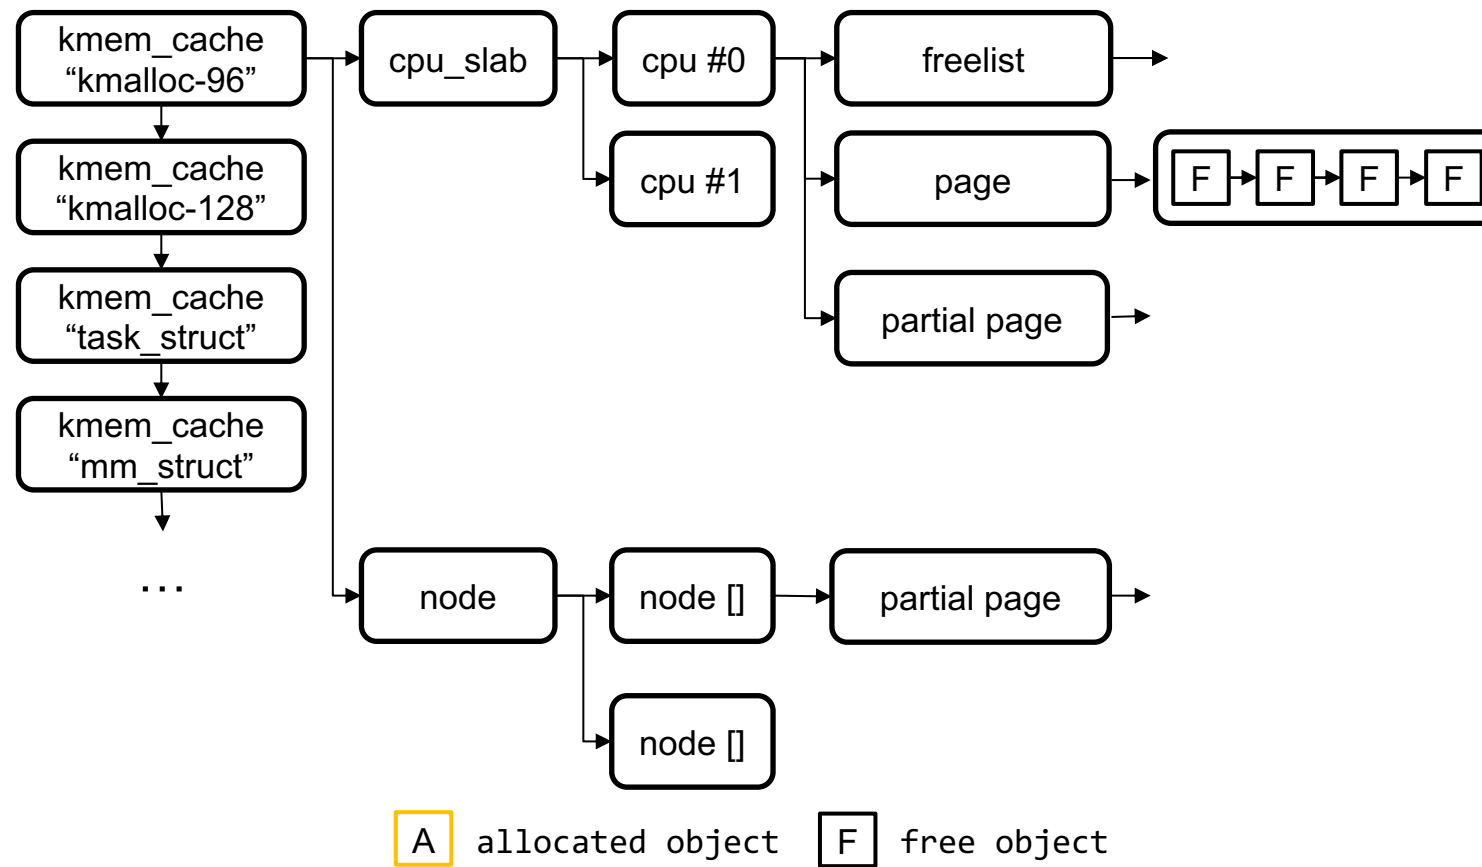 kmem_cache
“kmalloc-96”
cpu_slab
cpu #0
freelist
kmem_cache
“kmalloc-128”
cpu #1
page
F
F
F
F
kmem_cache
“task_struct”
partial page
kmem_cache
“mm_struct”
...
node
node []
partial page
node []
A allocated object
F free object